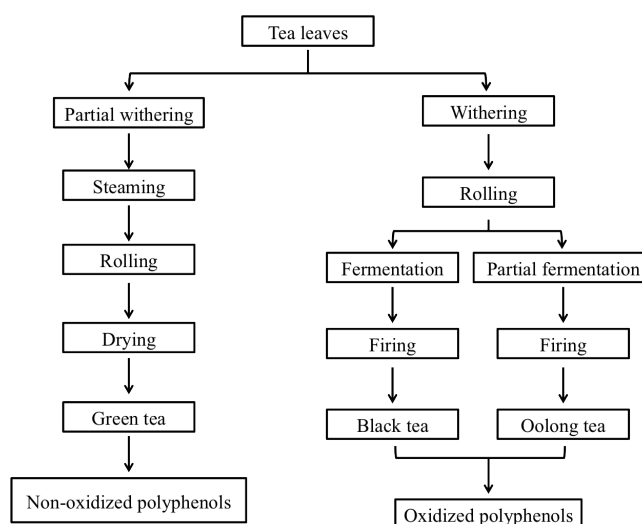 Tea leaves
Partial withering
Steaming
Rolling
Drying
Green tea
Non-oxidized polyphenols
Withering
Rolling
Fermentation
Partial fermentation
Firing
Firing
Black tea
Oolong tea
Oxidized polyphenols